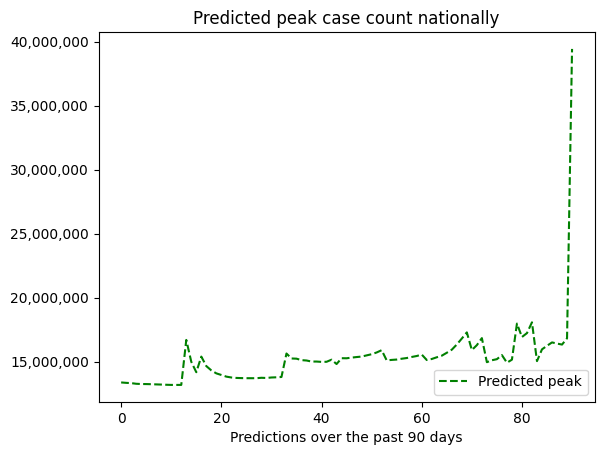 Predicted peak case count nationally
40,000,000
35,000,000
30,000,000
25,000,000
20,000,000
15,000,000
Predicted peak
0 20 40 60 80
Predictions over the past 90 days